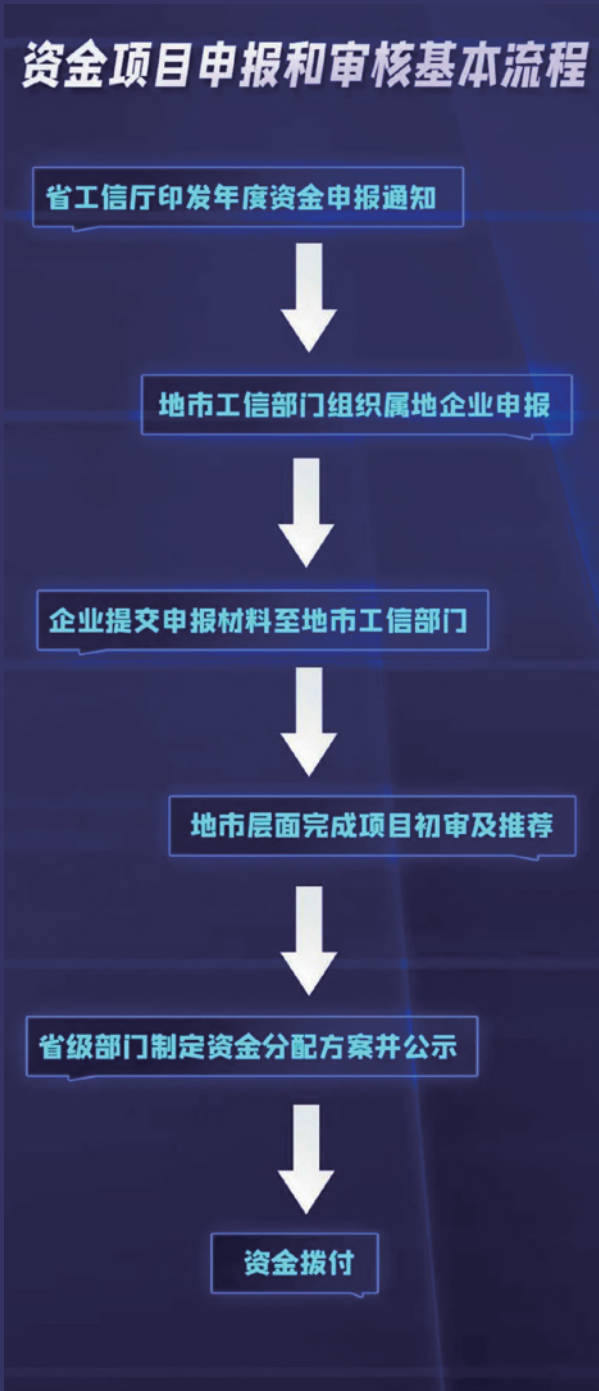 资金项目申报和审核基本流程
省工信厅印发年度资金申报通知
地市工信部门组织属地企业申报
企业提交申报材料至地市工信部门
地市层面完成项目初审及推荐
省级部门制定资金分配方案并公示
资金拨付